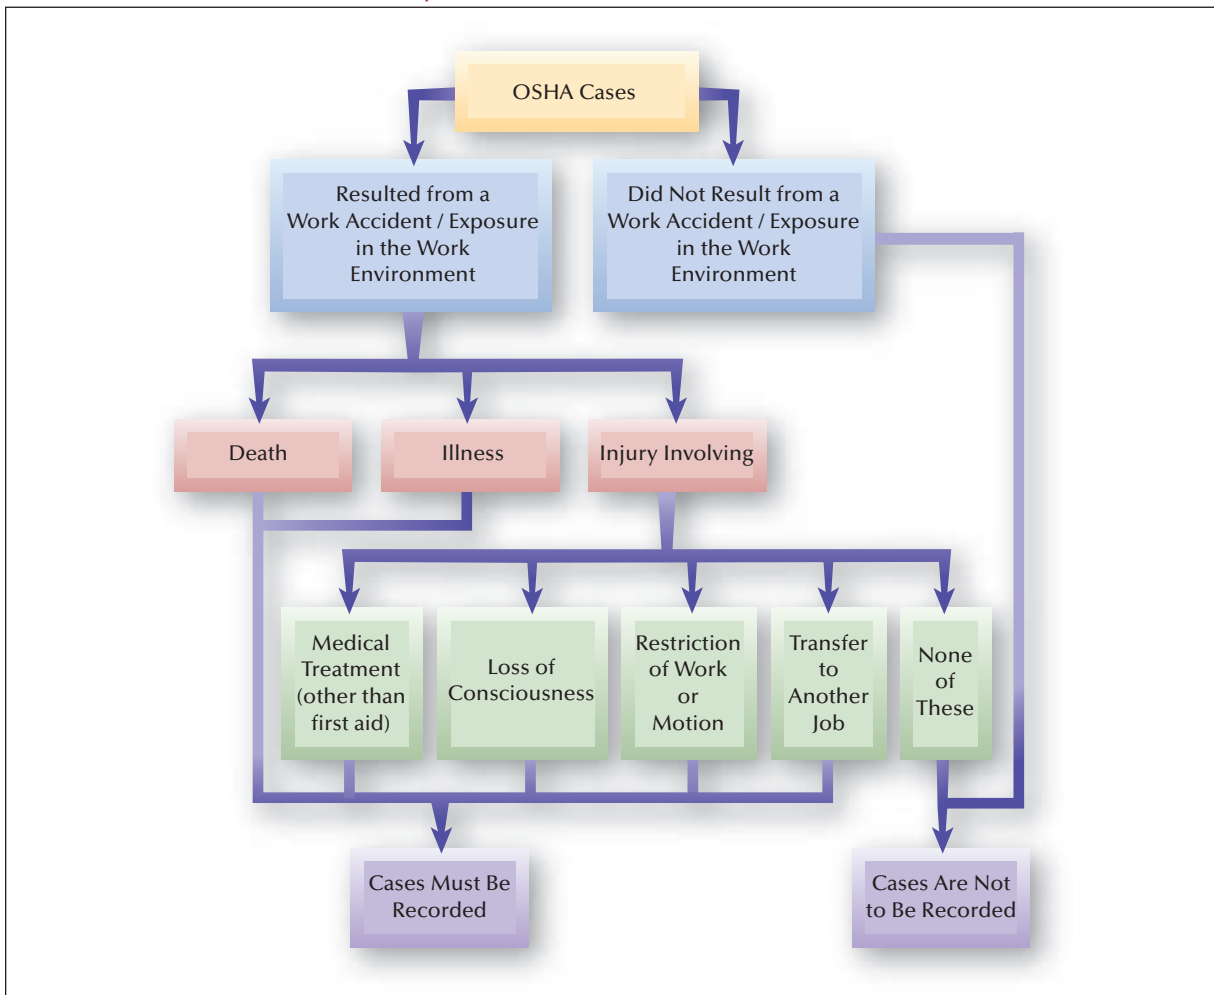 OSHA Cases
Resulted from a
Work Accident / Exposure
in the Work
Environment
Did Not Result from a
Work Accident / Exposure
in the Work
Environment
Death
Illness
Injury Involving
Medical
Treatment
(other than
first aid)
Loss of
Consciousness
Restriction
of Work
or
Motion
Transfer
to
Another
Job
None
of
These
Cases Must Be
Recorded
Cases Are Not
to Be Recorded